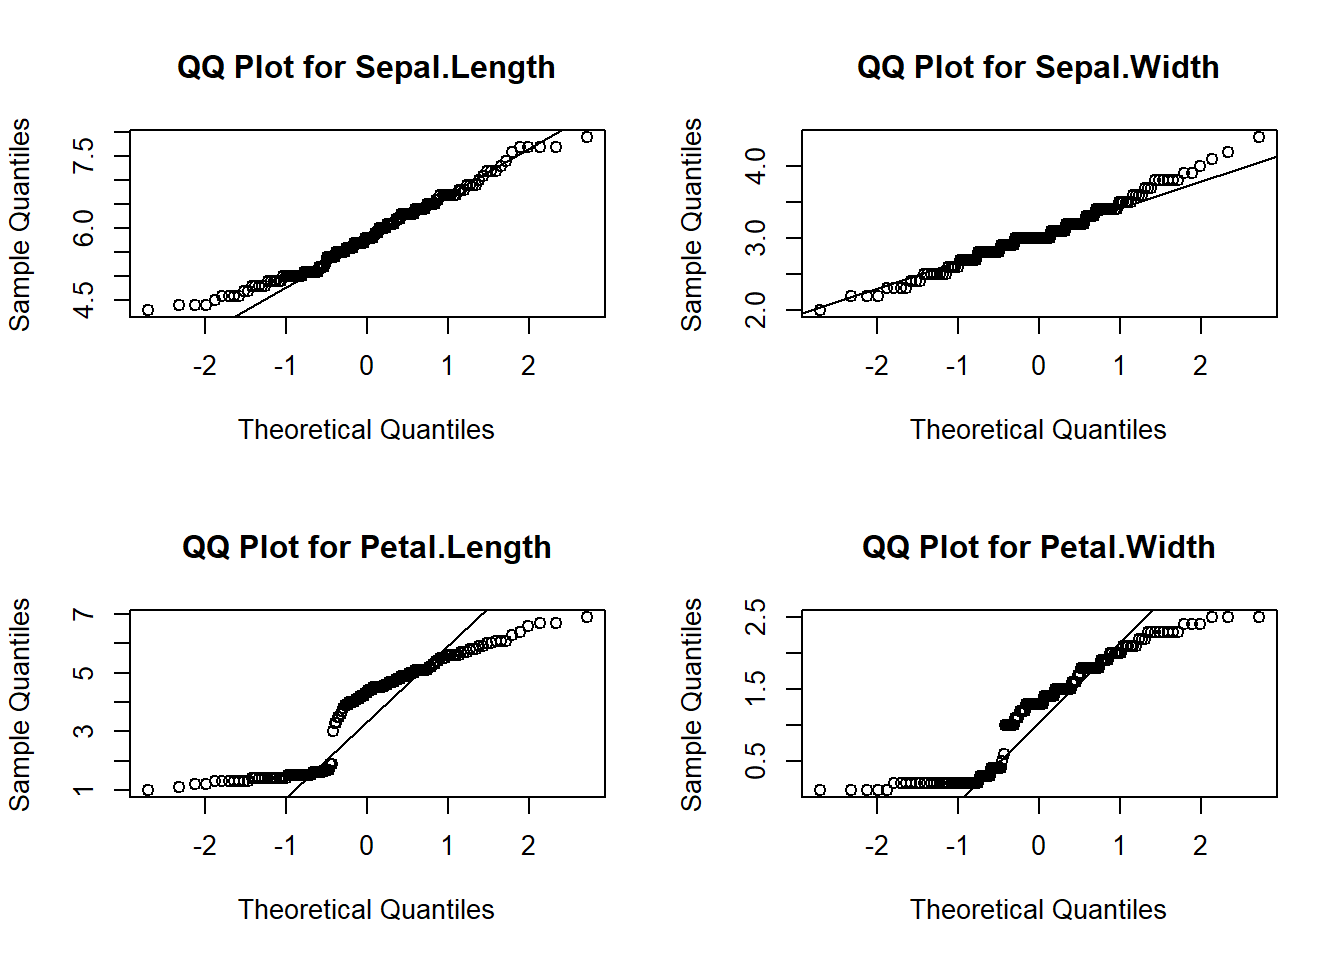 QQ Plot for Sepal.Length
Sample Quantiles
7.5
6.0
4.5
-2 -1 0 1 2
Theoretical Quantiles
QQ Plot for Sepal.Width
Sample Quantiles
4.0
3.0
2.0
-2 -1 0 1 2
Theoretical Quantiles
QQ Plot for Petal.Length
Sample Quantiles
7
5
3
1
-2 -1 0 1 2
Theoretical Quantiles
QQ Plot for Petal.Width
Sample Quantiles
2.5
1.5
0.5
-2 -1 0 1 2
Theoretical Quantiles